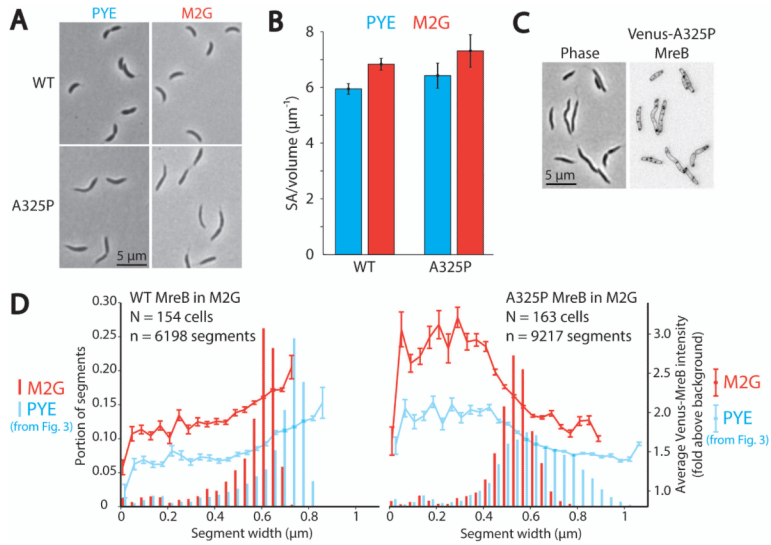 A
PYE
M2G
WT
A325P
5 µm
B
PYE M2G
SA/volume (µm⁻¹)
8
6
4
2
0
WT
A325P
C
Phase
Venus-A325P
MreB
5 µm
D
WT MreB in M2G
N = 154 cells
n = 6198 segments
M2G
PYE
(from Fig. 3)
Portion of segments
0.30
0.25
0.20
0.15
0.10
0.05
0
0
0.2
0.4
0.6
0.8
1
Segment width (µm)
A325P MreB in M2G
N = 163 cells
n = 9217 segments
0
0.2
0.4
0.6
0.8
1
Segment width (µm)
3.0
2.5
2.0
1.5
1.0
Average Venus-MreB intensity
(fold above background)
M2G
PYE
(from Fig. 3)